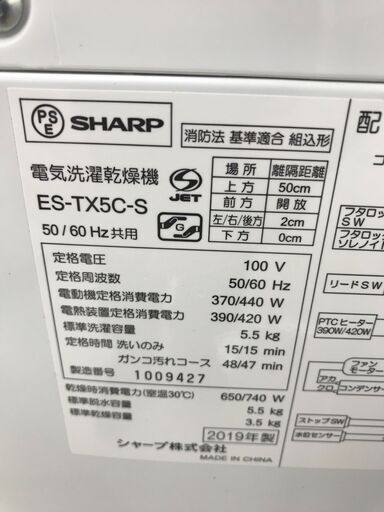 PS
E
SHARP
消防法 基準適合 組込形
電気洗濯乾燥機
ES-TX5C-S
50/60 Hz共用
S
JET
G
場所 離隔距離
上方 50cm
前方 開放
左/右/後方 2cm
下方 0cm
定格電圧 100 V
定格周波数 50/60 Hz
電動機定格消費電力 370/440 W
電熱装置定格消費電力 390/420 W
標準洗濯容量 5.5 kg
定格時間 洗いのみ 15/15 min
ガンコ汚れコース 48/47 min
製造番号 1009427
乾燥時消費電力(室温30℃) 650/740 W
標準脱水容量 5.5 kg
標準乾燥容量 3.5 kg
シャープ株式会社
2019年製
MADE IN CHINA
配
コ
フタロッ
SW
フタロック
ソレノイド
リードSW
PTCヒーター
390W/420W
ファン
モーター
アカ
クロ
コンデンサ
ストップSW
水位センサー